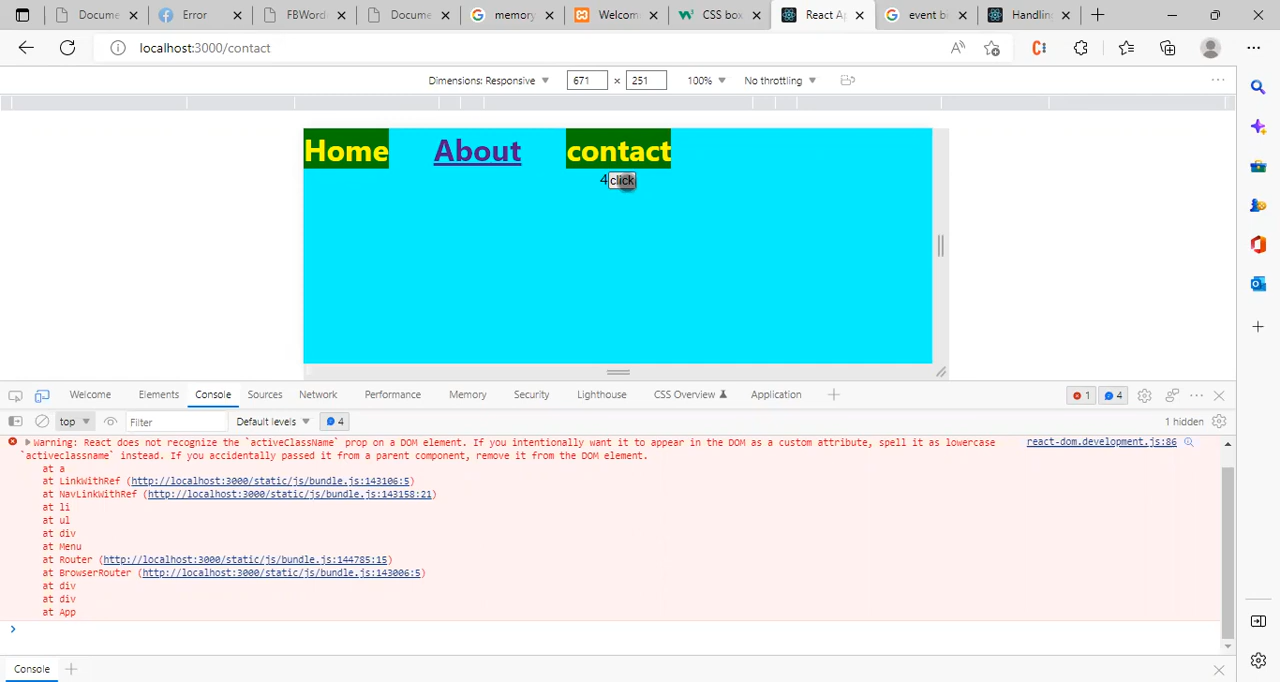 Docume
Error
FBWord
Docume
memory
Welcom
CSS box
React Ap
event b
Handlin
localhost:3000/contact
Dimensions: Responsive
671 × 251
100%
No throttling
Home About contact
4 click
Welcome Elements Console Sources Network Performance Memory Security Lighthouse CSS Overview Application
1
4
top
Filter
Default levels
4
1 hidden
Warning: React does not recognize the `activeClassName` prop on a DOM element. If you intentionally want it to appear in the DOM as a custom attribute, spell it as lowercase react-dom.development.js:86
`activeclassname` instead. If you accidentally passed it from a parent component, remove it from the DOM element.
at a
at LinkWithRef (http://localhost:3000/static/js/bundle.js:143106:5)
at NavLinkWithRef (http://localhost:3000/static/js/bundle.js:143158:21)
at li
at ul
at div
at Menu
at Router (http://localhost:3000/static/js/bundle.js:144785:15)
at BrowserRouter (http://localhost:3000/static/js/bundle.js:143006:5)
at div
at div
at App
Console